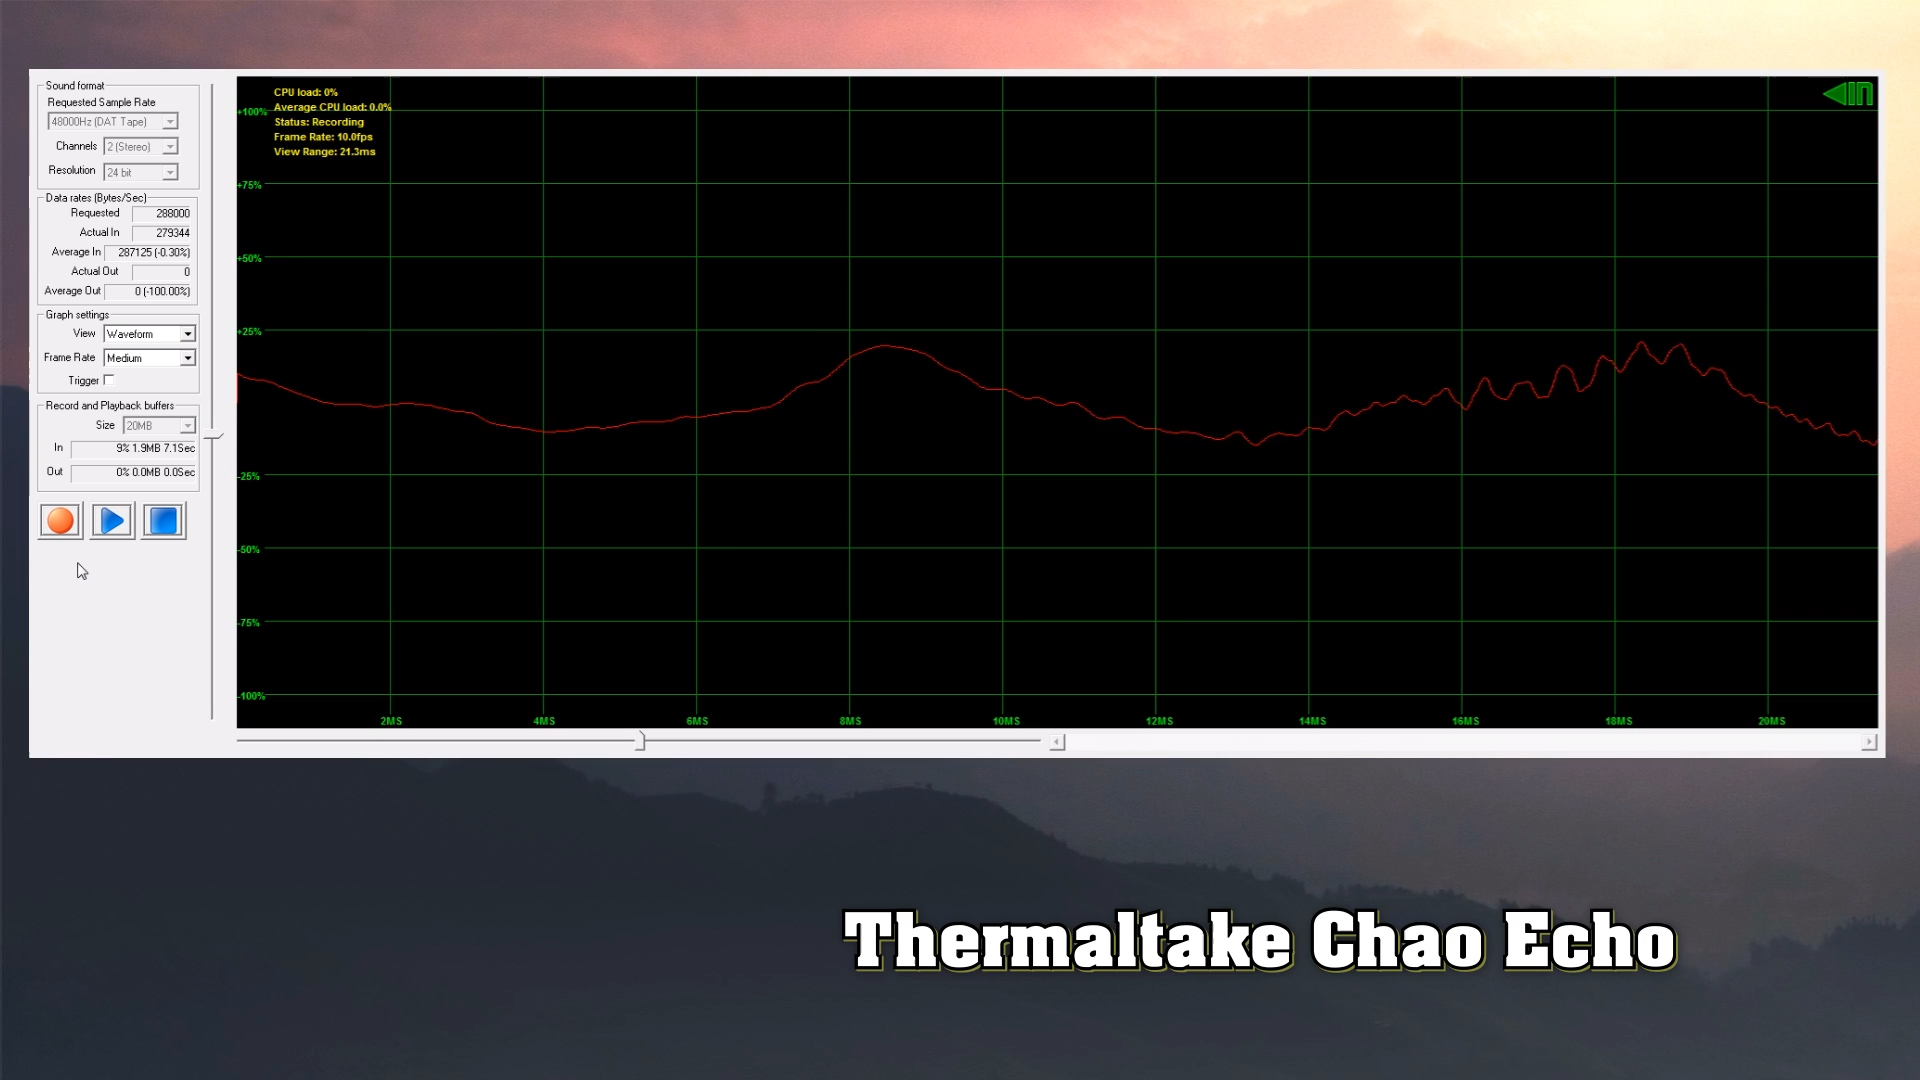 Sound format
Requested Sample Rate
48000Hz (DAT Tape)
Channels 2 (Stereo)
Resolution 24 bit
Data rates (Bytes/Sec)
Requested 288000
Actual In 279344
Average In 287125 (-0.30%)
Actual Out 0
Average Out 0 (-100.00%)
Graph settings
View Waveform
Frame Rate Medium
Trigger
Record and Playback buffers
Size 20MB
In 9% 1.9MB 7.1Sec
Out 0% 0.0MB 0.0Sec
CPU load: 0%
Average CPU load: 0.0%
Status: Recording
Frame Rate: 10.0fps
View Range: 21.3ms
IN
+100%
+75%
+50%
+25%
-25%
-50%
-75%
-100%
2MS 4MS 6MS 8MS 10MS 12MS 14MS 16MS 18MS 20MS
Thermaltake Chao Echo